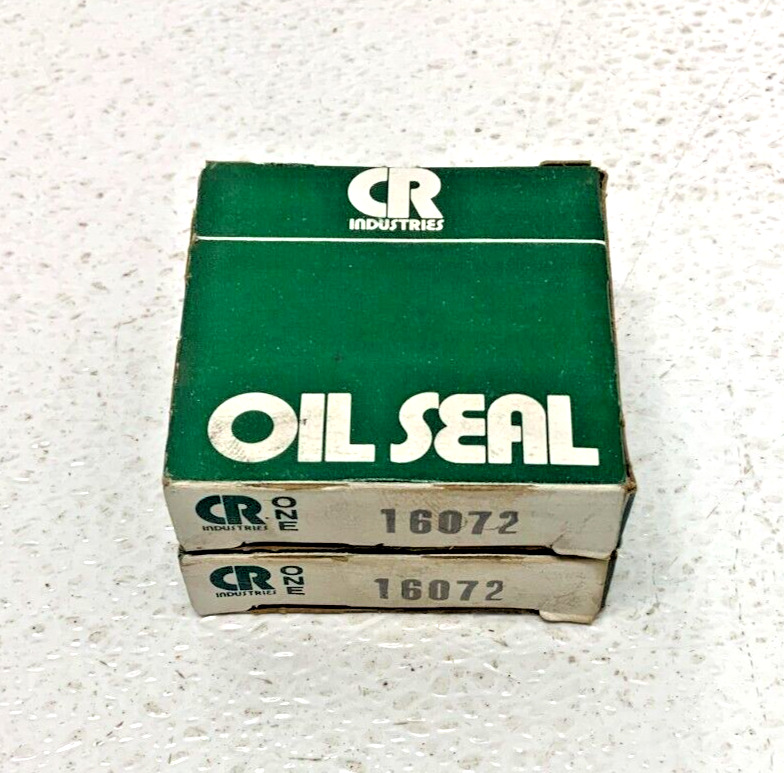 CR
INDUSTRIES
OIL SEAL
CR
INDUSTRIES
ONE
16072
CR
INDUSTRIES
ONE
16072